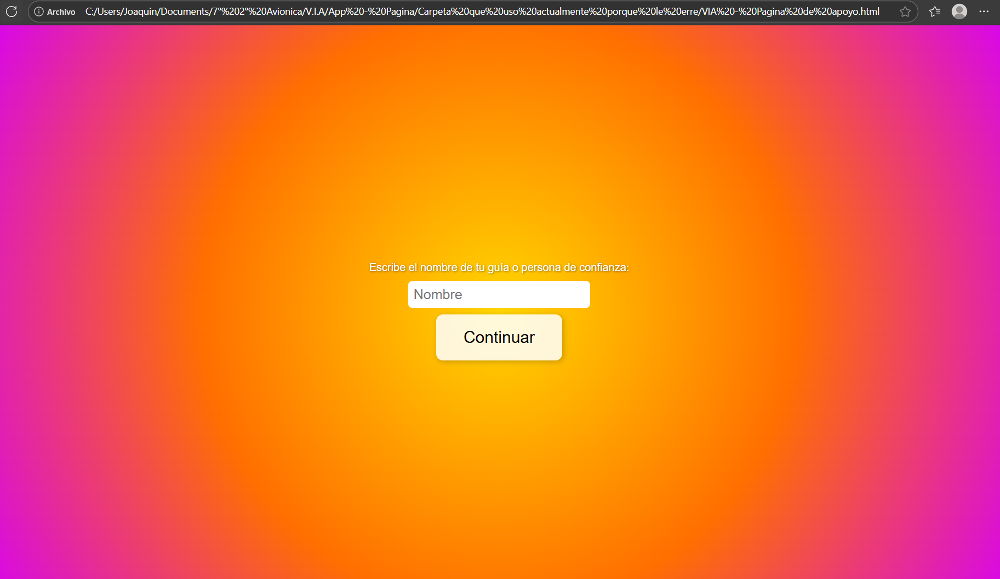 Archivo C:/Users/Joaquin/Documents/7°%202°%20Avionica/V.I.A/App%20-%20Pagina/Carpeta%20que%20uso%20actualmente%20porque%20le%20erre/VIA%20-%20Pagina%20de%20apoyo.html
Escribe el nombre de tu guía o persona de confianza:
Nombre
Continuar